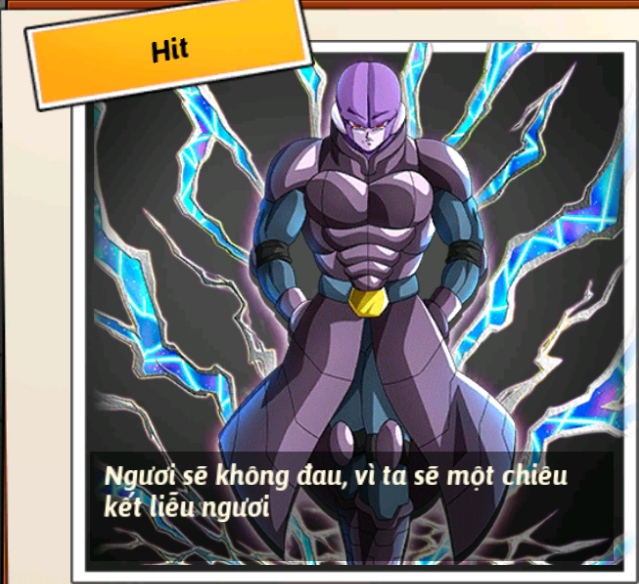 Hit
Ngươi sẽ không đau, vì ta sẽ một chiêu
kết liễu ngươi